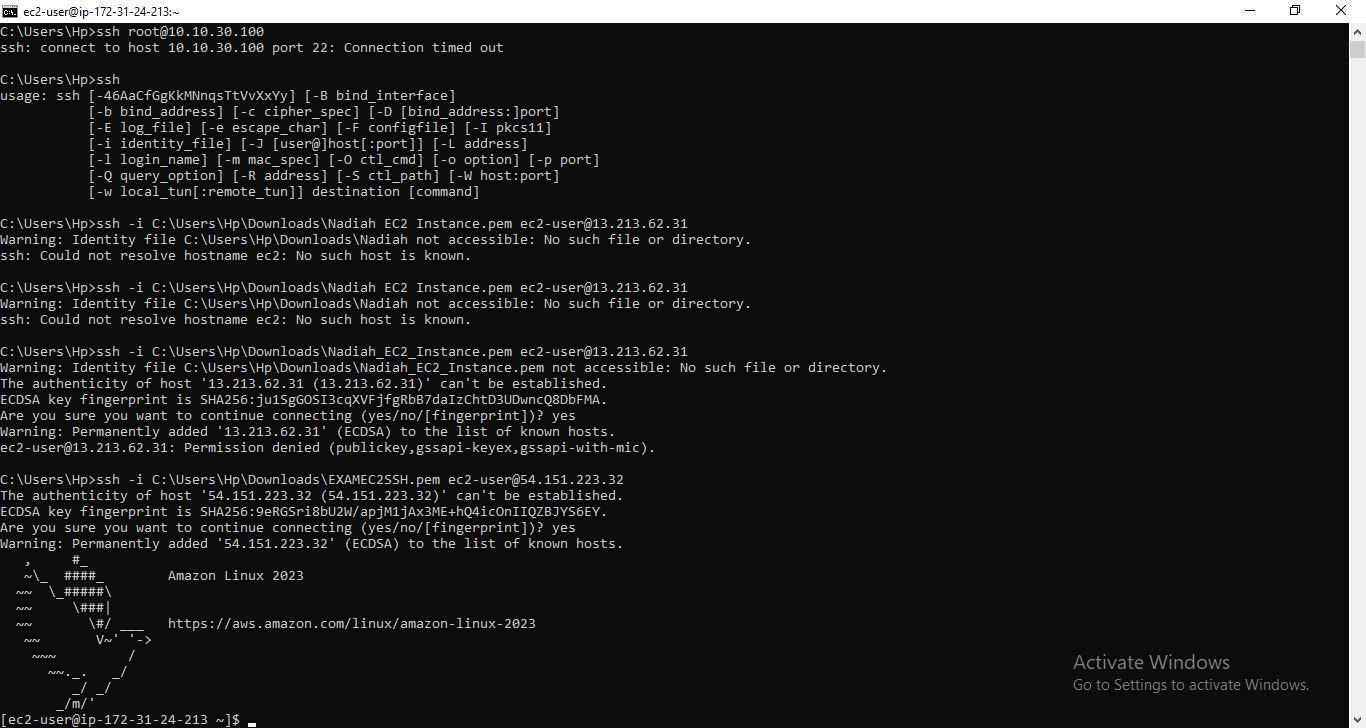 ec2-user@ip-172-31-24-213:~
C:\Users\Hp>ssh root@10.10.30.100
ssh: connect to host 10.10.30.100 port 22: Connection timed out
C:\Users\Hp>ssh
usage: ssh [-46AaCfGgKkMNnqsTtVvXxYy] [-B bind_interface]
           [-b bind_address] [-c cipher_spec] [-D [bind_address:]port]
           [-E log_file] [-e escape_char] [-F configfile] [-I pkcs11]
           [-i identity_file] [-J [user@]host[:port]] [-L address]
           [-l login_name] [-m mac_spec] [-O ctl_cmd] [-o option] [-p port]
           [-Q query_option] [-R address] [-S ctl_path] [-W host:port]
           [-w local_tun[:remote_tun]] destination [command]
C:\Users\Hp>ssh -i C:\Users\Hp\Downloads\Nadiah EC2 Instance.pem ec2-user@13.213.62.31
Warning: Identity file C:\Users\Hp\Downloads\Nadiah not accessible: No such file or directory.
ssh: Could not resolve hostname ec2: No such host is known.
C:\Users\Hp>ssh -i C:\Users\Hp\Downloads\Nadiah EC2 Instance.pem ec2-user@13.213.62.31
Warning: Identity file C:\Users\Hp\Downloads\Nadiah not accessible: No such file or directory.
ssh: Could not resolve hostname ec2: No such host is known.
C:\Users\Hp>ssh -i C:\Users\Hp\Downloads\Nadiah_EC2_Instance.pem ec2-user@13.213.62.31
Warning: Identity file C:\Users\Hp\Downloads\Nadiah_EC2_Instance.pem not accessible: No such file or directory.
The authenticity of host '13.213.62.31 (13.213.62.31)' can't be established.
ECDSA key fingerprint is SHA256:ju1SgGOSI3cqXVFjfgRbB7daIzChtD3UDwncQ8DbFMA.
Are you sure you want to continue connecting (yes/no/[fingerprint])? yes
Warning: Permanently added '13.213.62.31' (ECDSA) to the list of known hosts.
ec2-user@13.213.62.31: Permission denied (publickey,gssapi-keyex,gssapi-with-mic).
C:\Users\Hp>ssh -i C:\Users\Hp\Downloads\EXAMEC2SSH.pem ec2-user@54.151.223.32
The authenticity of host '54.151.223.32 (54.151.223.32)' can't be established.
ECDSA key fingerprint is SHA256:9eRGSri8bU2W/apjM1jAx3ME+hQ4icOnIIQZBJYS6EY.
Are you sure you want to continue connecting (yes/no/[fingerprint])? yes
Warning: Permanently added '54.151.223.32' (ECDSA) to the list of known hosts.
   ,     #_
   ~\_  ####_        Amazon Linux 2023
  ~~  \_#####\
  ~~     \###|
  ~~       \#/ ___   https://aws.amazon.com/linux/amazon-linux-2023
   ~~       V~' '->
    ~~~         /
      ~~._.   _/
         _/ _/
       _/m/'
[ec2-user@ip-172-31-24-213 ~]$
Activate Windows
Go to Settings to activate Windows.